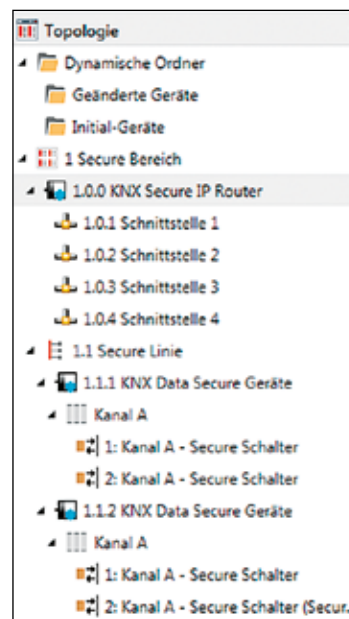 Topologie
Dynamische Ordner
Geänderte Geräte
Initial-Geräte
1 Secure Bereich
1.0.0 KNX Secure IP Router
1.0.1 Schnittstelle 1
1.0.2 Schnittstelle 2
1.0.3 Schnittstelle 3
1.0.4 Schnittstelle 4
1.1 Secure Linie
1.1.1 KNX Data Secure Geräte
Kanal A
1: Kanal A - Secure Schalter
2: Kanal A - Secure Schalter
1.1.2 KNX Data Secure Geräte
Kanal A
1: Kanal A - Secure Schalter
2: Kanal A - Secure Schalter (Secur.